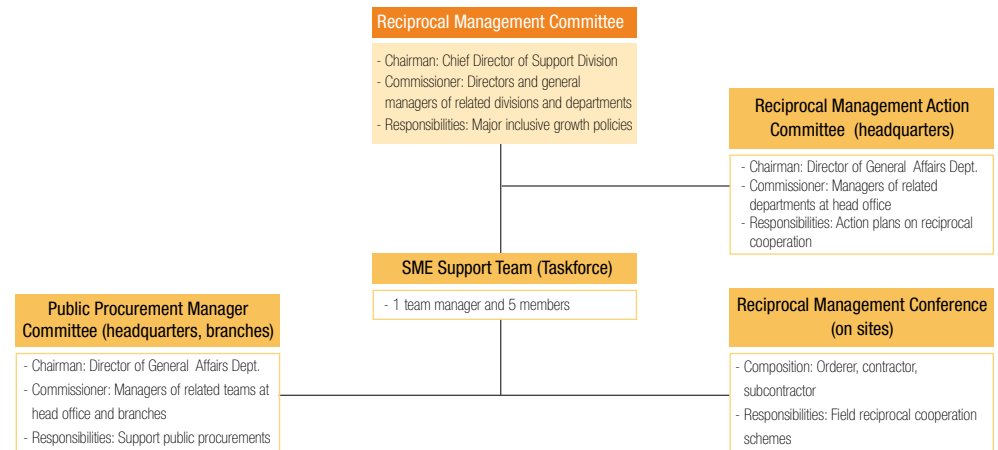 Reciprocal Management Committee
- Chairman: Chief Director of Support Division
- Commissioner: Directors and general
managers of related divisions and departments
- Responsibilities: Major inclusive growth policies
Reciprocal Management Action
Committee (headquarters)
- Chairman: Director of General Affairs Dept.
- Commissioner: Managers of related
departments at head office
- Responsibilities: Action plans on reciprocal
cooperation
SME Support Team (Taskforce)
- 1 team manager and 5 members
Public Procurement Manager
Committee (headquarters, branches)
- Chairman: Director of General Affairs Dept.
- Commissioner: Managers of related teams at
head office and branches
- Responsibilities: Support public procurements
Reciprocal Management Conference
(on sites)
- Composition: Orderer, contractor,
subcontractor
- Responsibilities: Field reciprocal cooperation
schemes